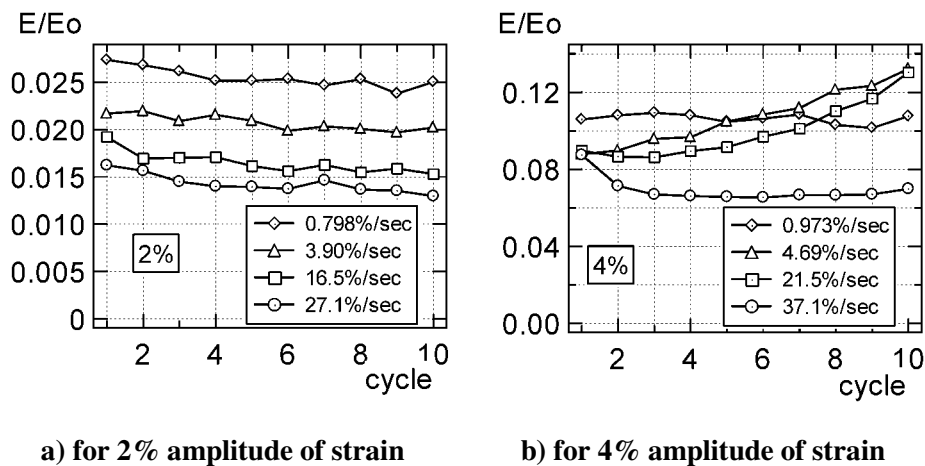 E/Eo
0.025
0.020
0.015
0.010
0.005
0
2%
0.798%/sec
3.90%/sec
16.5%/sec
27.1%/sec
2 4 6 8 10
cycle
a) for 2% amplitude of strain
E/Eo
0.12
0.08
0.04
0.00
4%
0.973%/sec
4.69%/sec
21.5%/sec
37.1%/sec
2 4 6 8 10
cycle
b) for 4% amplitude of strain